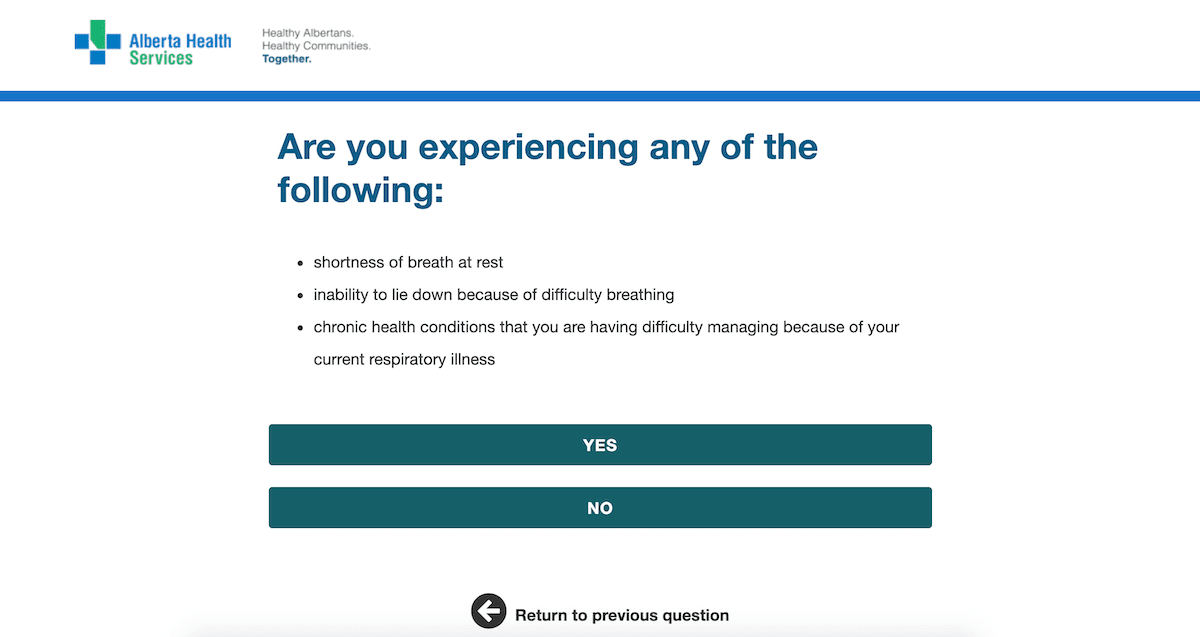 Alberta Health
Services
Healthy Albertans.
Healthy Communities.
Together.
Are you experiencing any of the
following:
• shortness of breath at rest
• inability to lie down because of difficulty breathing
• chronic health conditions that you are having difficulty managing because of your
current respiratory illness
YES
NO
Return to previous question